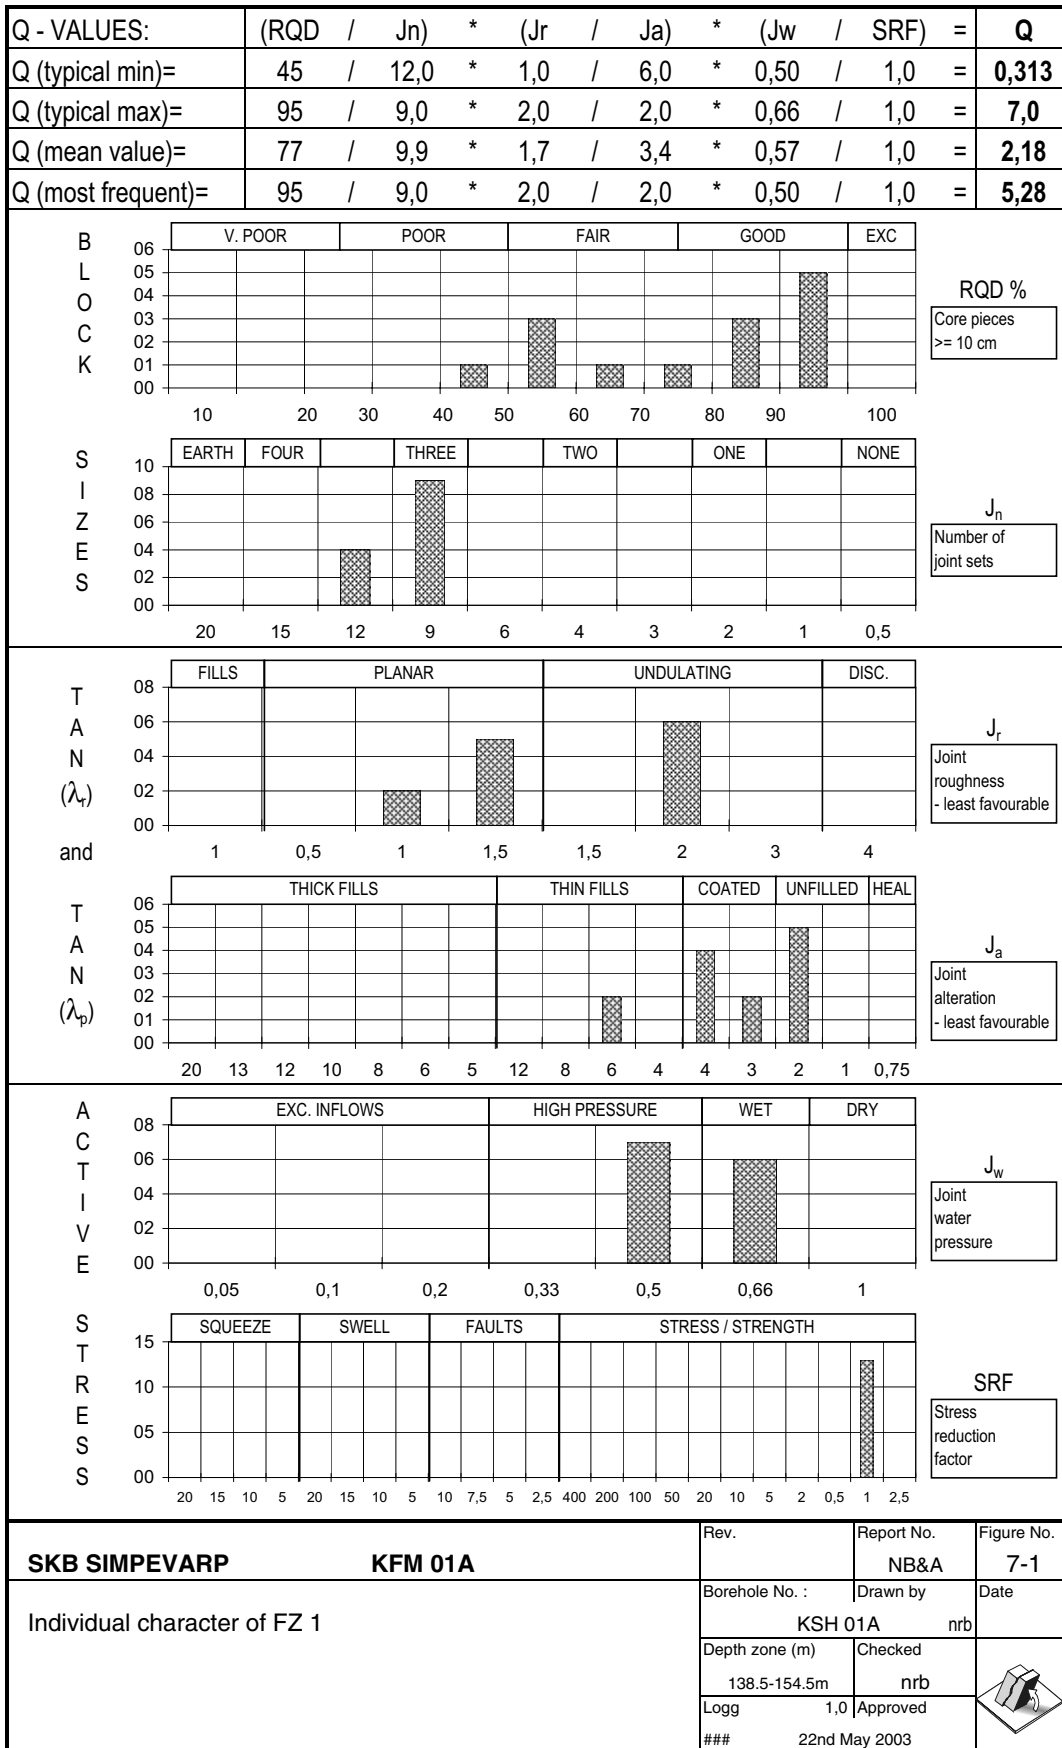 Q - VALUES: (RQD / Jn) * (Jr / Ja) * (Jw / SRF) = Q
Q (typical min)= 45 / 12,0 * 1,0 / 6,0 * 0,50 / 1,0 = 0,313
Q (typical max)= 95 / 9,0 * 2,0 / 2,0 * 0,66 / 1,0 = 7,0
Q (mean value)= 77 / 9,9 * 1,7 / 3,4 * 0,57 / 1,0 = 2,18
Q (most frequent)= 95 / 9,0 * 2,0 / 2,0 * 0,50 / 1,0 = 5,28
B L O C K
V. POOR POOR FAIR GOOD EXC
06
05
04
03
02
01
00
10 20 30 40 50 60 70 80 90 100
RQD %
Core pieces
>= 10 cm
S I Z E S
EARTH FOUR THREE TWO ONE NONE
10
08
06
04
02
00
20 15 12 9 6 4 3 2 1 0,5
Jn
Number of
joint sets
T A N (λr)
FILLS PLANAR UNDULATING DISC.
08
06
04
02
00
1 0,5 1 1,5 1,5 2 3 4
Jr
Joint
roughness
- least favourable
and
T A N (λp)
THICK FILLS THIN FILLS COATED UNFILLED HEAL
06
05
04
03
02
01
00
20 13 12 10 8 6 5 12 8 6 4 4 3 2 1 0,75
Ja
Joint
alteration
- least favourable
A C T I V E
EXC. INFLOWS HIGH PRESSURE WET DRY
08
06
04
02
00
0,05 0,1 0,2 0,33 0,5 0,66 1
Jw
Joint
water
pressure
S T R E S S
SQUEEZE SWELL FAULTS STRESS / STRENGTH
15
10
05
00
20 15 10 5 20 15 10 5 10 7,5 5 2,5 400 200 100 50 20 10 5 2 0,5 1 2,5
SRF
Stress
reduction
factor
SKB SIMPEVARP KFM 01A
Individual character of FZ 1
Rev. Report No. Figure No.
NB&A 7-1
Borehole No. : Drawn by Date
KSH 01A nrb
Depth zone (m) Checked
138.5-154.5m nrb
Logg 1,0 Approved
### 22nd May 2003